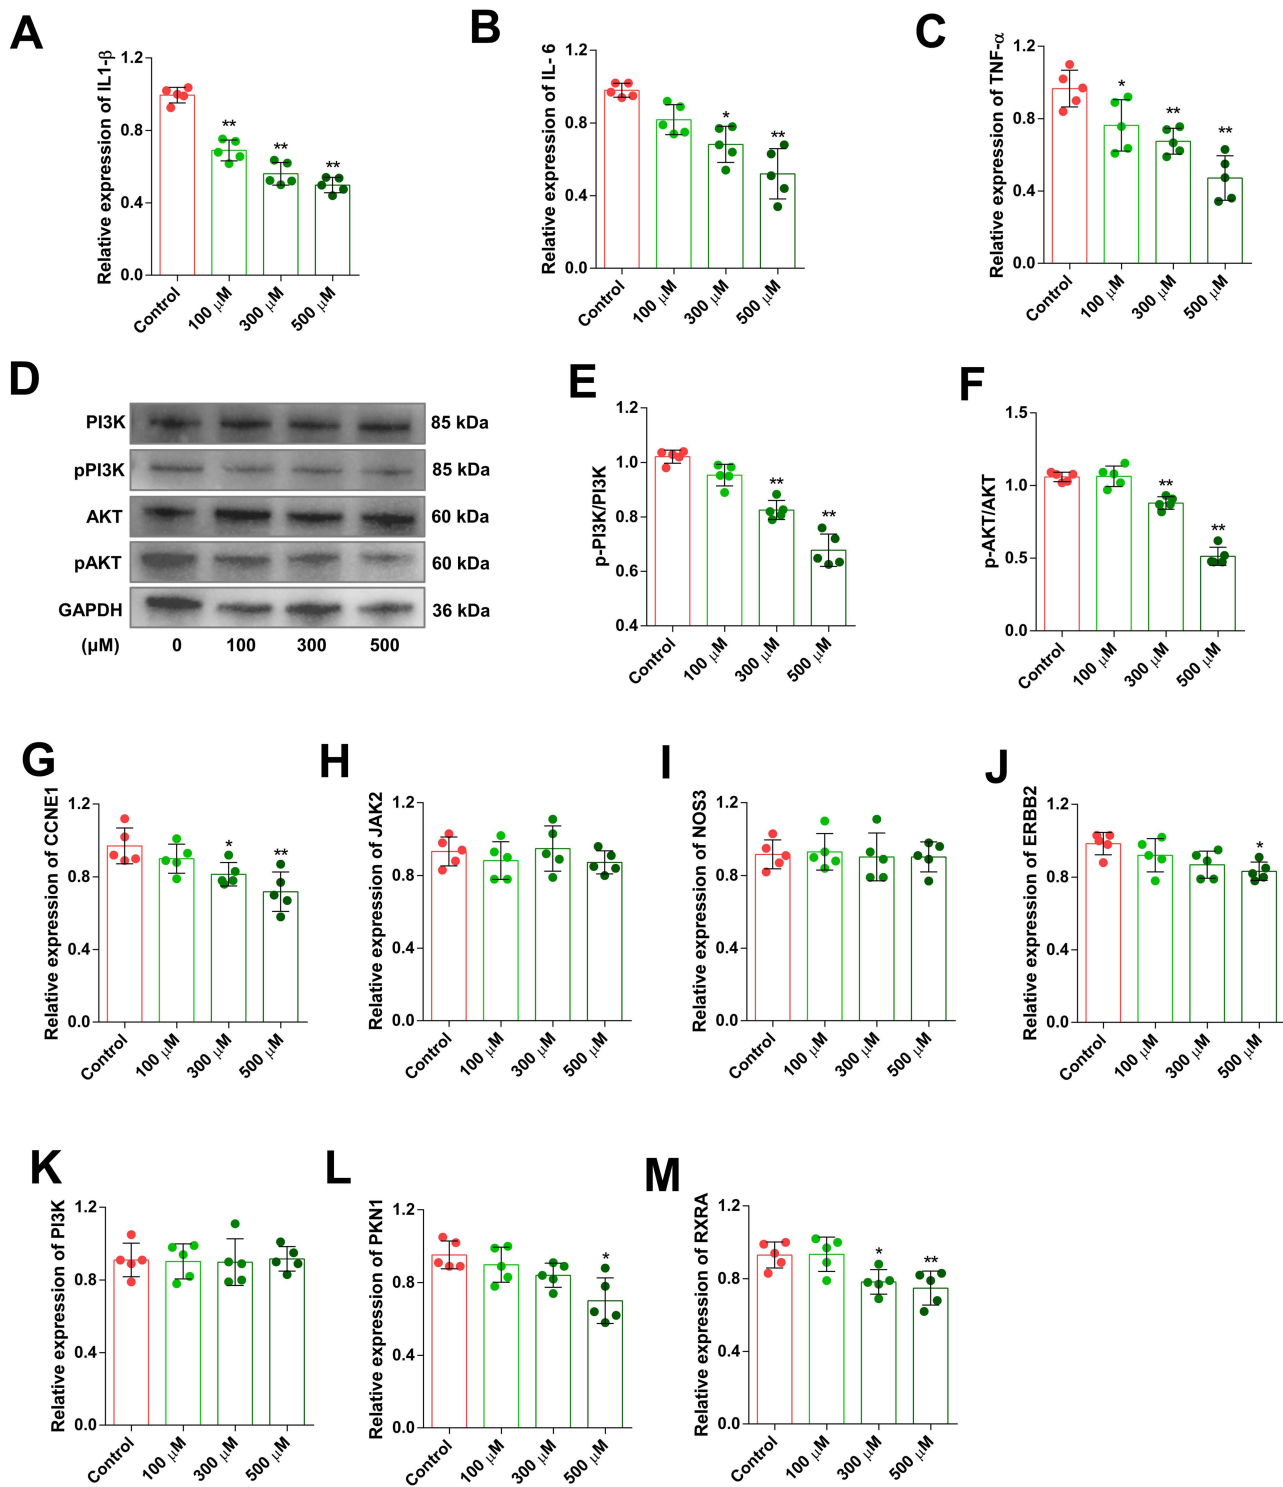 A
Relative expression of IL1-β
1.2
0.8
0.4
0.0
**
**
**
Control
100 μM
300 μM
500 μM
B
Relative expression of IL- 6
1.2
0.8
0.4
0.0
*
**
Control
100 μM
300 μM
500 μM
C
Relative expression of TNF-α
1.2
0.8
0.4
0.0
*
**
**
Control
100 μM
300 μM
500 μM
D
PI3K 85 kDa
pPI3K 85 kDa
AKT 60 kDa
pAKT 60 kDa
GAPDH 36 kDa
(μM) 0 100 300 500
E
p-PI3K/PI3K
1.2
1.0
0.8
0.6
0.4
**
**
Control
100 μM
300 μM
500 μM
F
p-AKT/AKT
1.5
1.0
0.5
0.0
**
**
Control
100 μM
300 μM
500 μM
G
Relative expression of CCNE1
1.2
0.8
0.4
0.0
*
**
Control
100 μM
300 μM
500 μM
H
Relative expression of JAK2
1.2
0.8
0.4
0.0
Control
100 μM
300 μM
500 μM
I
Relative expression of NOS3
1.2
0.8
0.4
0.0
Control
100 μM
300 μM
500 μM
J
Relative expression of ERBB2
1.2
0.8
0.4
0.0
*
Control
100 μM
300 μM
500 μM
K
Relative expression of PI3K
1.2
0.8
0.4
0.0
Control
100 μM
300 μM
500 μM
L
Relative expression of PKN1
1.2
0.8
0.4
0.0
*
Control
100 μM
300 μM
500 μM
M
Relative expression of RXRA
1.2
0.8
0.4
0.0
*
**
Control
100 μM
300 μM
500 μM